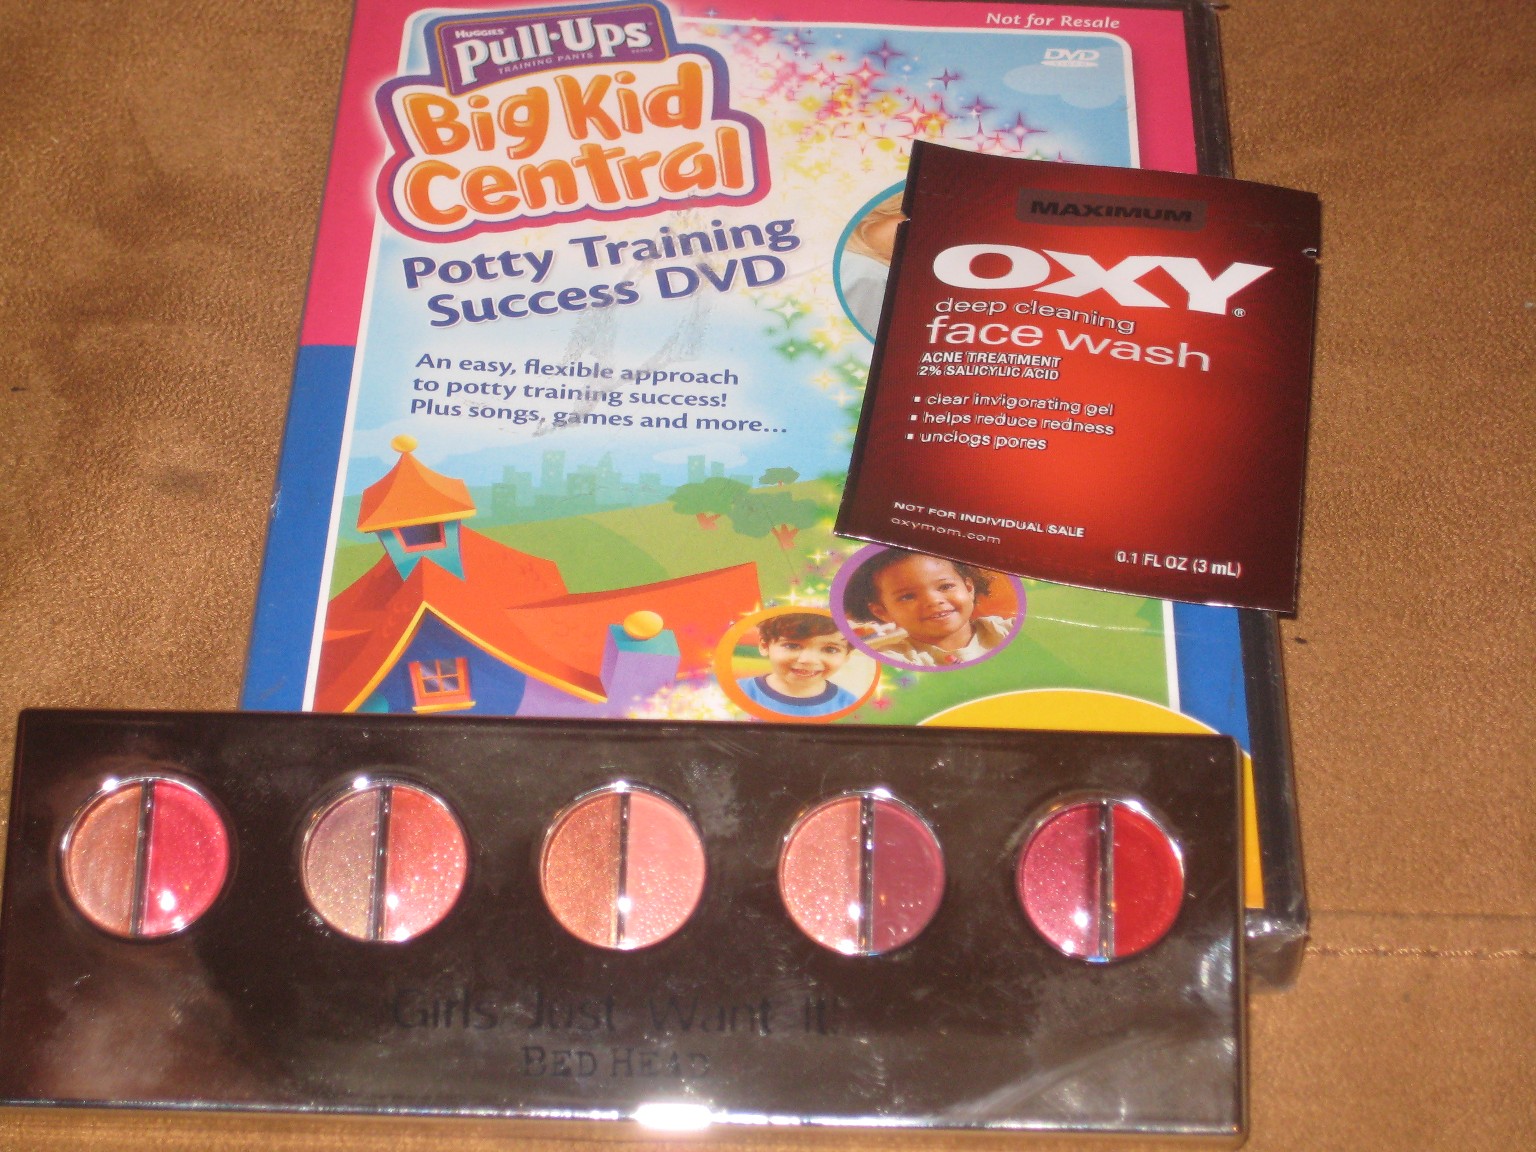 Not for Resale
DVD
HUGGIES
Pull-Ups
TRAINING PANTS
Big Kid
Central
Potty Training
Success DVD
An easy, flexible approach
to potty training success!
Plus songs, games and more...
MAXIMUM
OXY®
deep cleaning
face wash
ACNE TREATMENT
2% SALICYLIC ACID
▪ clear invigorating gel
▪ helps reduce redness
▪ unclogs pores
NOT FOR INDIVIDUAL SALE
oxymom.com
0.1 FL OZ (3 mL)
Girls Just Want It!
BED HEAD